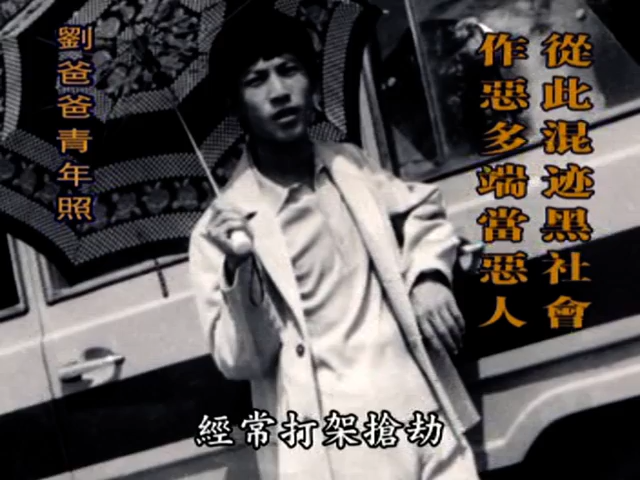 從此混迹黑社會
作惡多端當惡人
劉爸爸青年照
經常打架搶劫